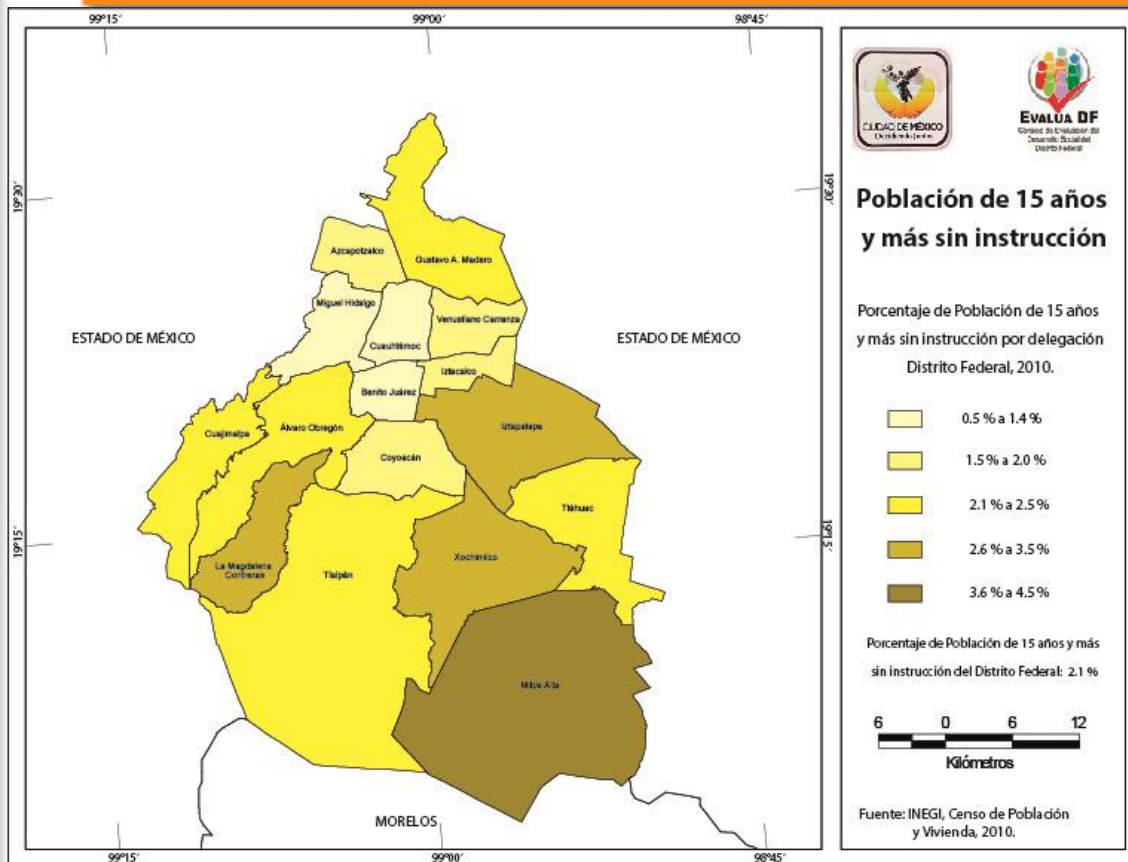 99°15´ 99°00´ 98°45´
19°30´
19°30´
Azcapotzalco
Gustavo A. Madero
Miguel Hidalgo
Venustiano Carranza
ESTADO DE MÉXICO
ESTADO DE MÉXICO
Cuauhtémoc
Iztacalco
Benito Juárez
Iztapalapa
Cuajimalpa
Álvaro Obregón
Coyoacán
Tláhuac
19°15´
19°15´
La Magdalena
Contreras
Tlalpan
Xochimilco
Milpa Alta
MORELOS
99°15´ 99°00´ 98°45´
CIUDAD DE MÉXICO
Decidiendo Juntos
EVALÚA DF
Consejo de Evaluación del
Desarrollo Social del
Distrito Federal
Población de 15 años
y más sin instrucción
Porcentaje de Población de 15 años
y más sin instrucción por delegación
Distrito Federal, 2010.
0.5 % a 1.4 %
1.5 % a 2.0 %
2.1 % a 2.5 %
2.6 % a 3.5 %
3.6 % a 4.5 %
Porcentaje de Población de 15 años y más
sin instrucción del Distrito Federal: 2.1 %
6 0 6 12
Kilómetros
Fuente: INEGI, Censo de Población
y Vivienda, 2010.